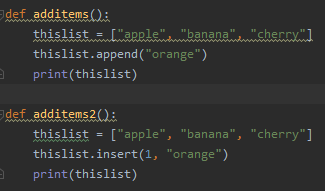 def additems():
    thislist = ["apple", "banana", "cherry"]
    thislist.append("orange")
    print(thislist)
def additems2():
    thislist = ["apple", "banana", "cherry"]
    thislist.insert(1, "orange")
    print(thislist)